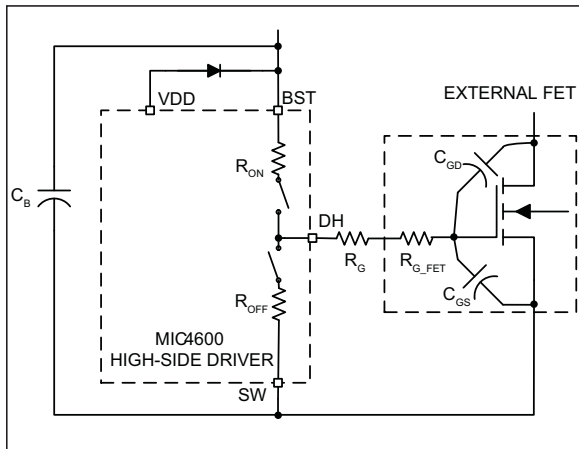 VDD
BST
EXTERNAL FET
R_ON
C_GD
C_B
DH
R_G
R_G_FET
C_GS
R_OFF
MIC4600
HIGH-SIDE DRIVER
SW